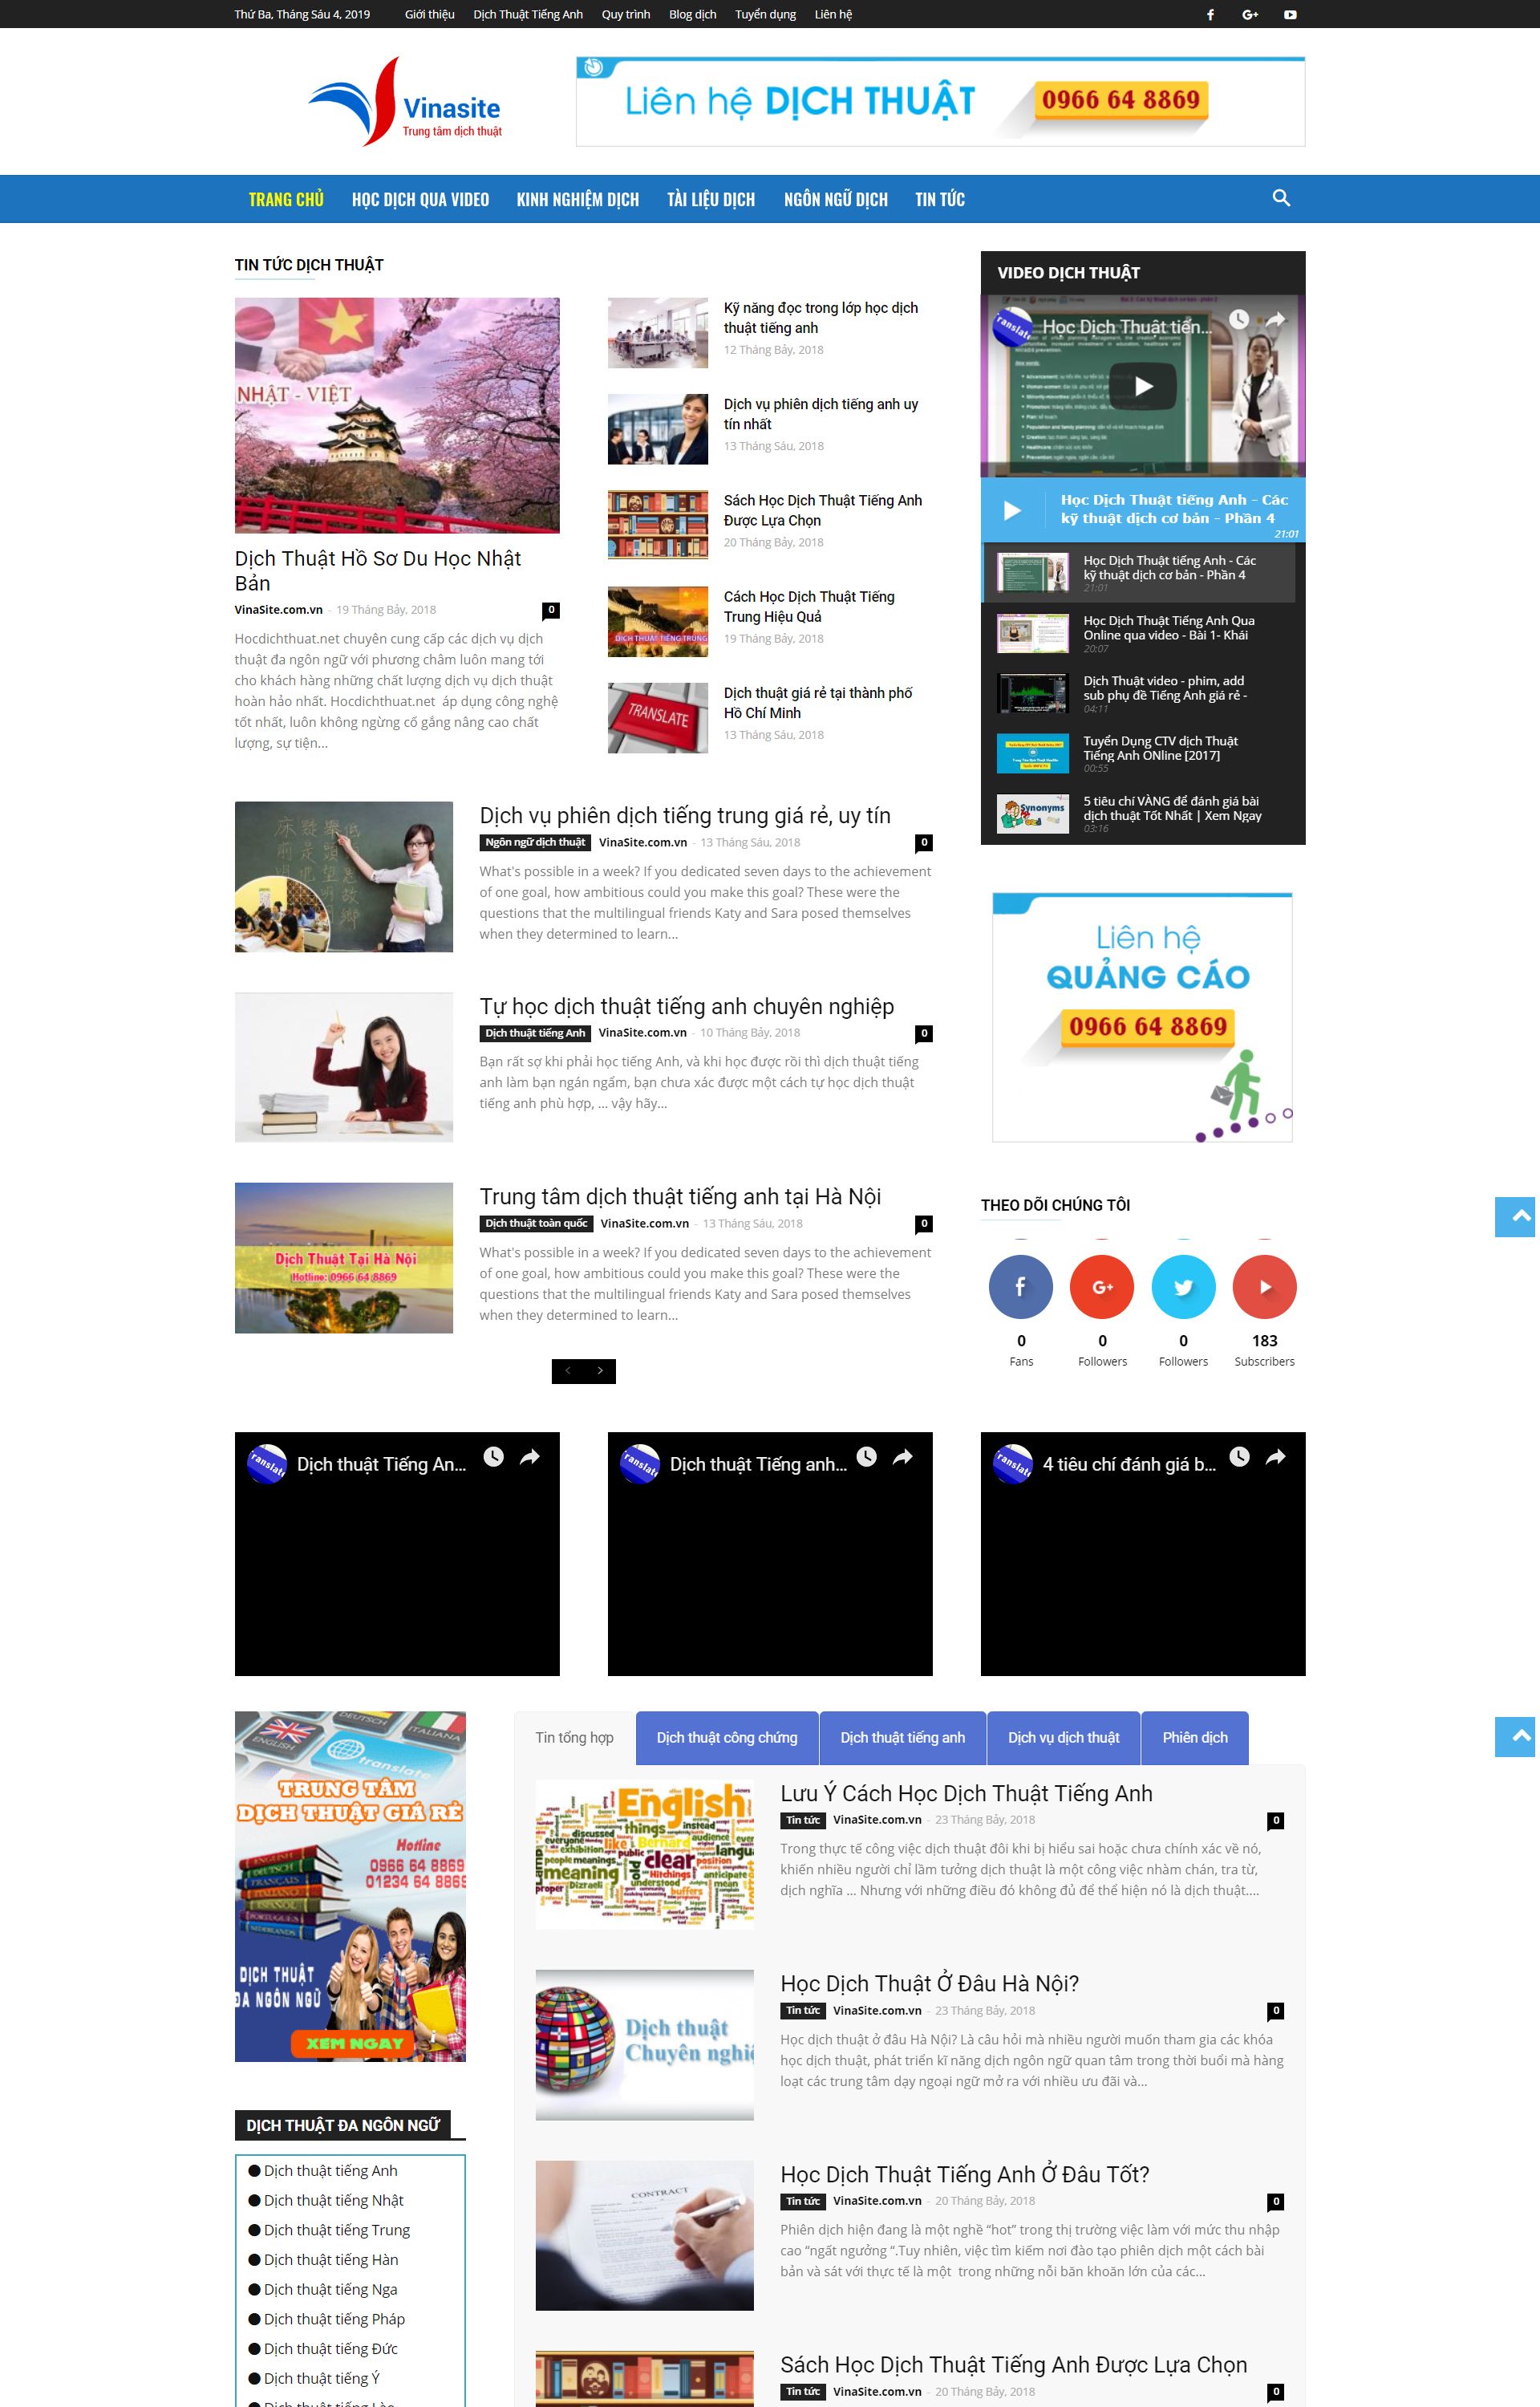 Thứ Ba, Tháng Sáu 4, 2019
Giới thiệu
Dịch Thuật Tiếng Anh
Quy trình
Blog dịch
Tuyển dụng
Liên hệ
Vinasite
Trung tâm dịch thuật
Liên hệ DỊCH THUẬT
0966 64 8869
TRANG CHỦ
HỌC DỊCH QUA VIDEO
KINH NGHIỆM DỊCH
TÀI LIỆU DỊCH
NGÔN NGỮ DỊCH
TIN TỨC
TIN TỨC DỊCH THUẬT
NHẬT - VIỆT
Dịch Thuật Hồ Sơ Du Học Nhật
Bản
VinaSite.com.vn - 19 Tháng Bảy, 2018
0
Hocdichthuat.net chuyên cung cấp các dịch vụ dịch
thuật đa ngôn ngữ với phương châm luôn mang tới
cho khách hàng những chất lượng dịch vụ dịch thuật
hoàn hảo nhất. Hocdichthuat.net áp dụng công nghệ
tốt nhất, luôn không ngừng cố gắng nâng cao chất
lượng, sự tiện...
Kỹ năng đọc trong lớp học dịch
thuật tiếng anh
12 Tháng Bảy, 2018
Dịch vụ phiên dịch tiếng anh uy
tín nhất
13 Tháng Sáu, 2018
Sách Học Dịch Thuật Tiếng Anh
Được Lựa Chọn
20 Tháng Bảy, 2018
DỊCH THUẬT TIẾNG TRUNG
Cách Học Dịch Thuật Tiếng
Trung Hiệu Quả
19 Tháng Bảy, 2018
TRANSLATE
Dịch thuật giá rẻ tại thành phố
Hồ Chí Minh
13 Tháng Sáu, 2018
VIDEO DỊCH THUẬT
ranslate
Học Dịch Thuật tiến...
Học Dịch Thuật tiếng Anh - Các
kỹ thuật dịch cơ bản - Phần 4
21:01
Học Dịch Thuật tiếng Anh - Các
kỹ thuật dịch cơ bản - Phần 4
21:01
Học Dịch Thuật Tiếng Anh Qua
Online qua video - Bài 1- Khái
20:07
Dịch Thuật video - phim, add
sub phụ đề Tiếng Anh giá rẻ -
04:11
Tuyển Dụng CTV dịch Thuật
Tiếng Anh ONline [2017]
00:55
Synonyms
5 tiêu chí VÀNG để đánh giá bài
dịch thuật Tốt Nhất | Xem Ngay
03:16
Dịch vụ phiên dịch tiếng trung giá rẻ, uy tín
Ngôn ngữ dịch thuật VinaSite.com.vn - 13 Tháng Sáu, 2018
0
What's possible in a week? If you dedicated seven days to the achievement
of one goal, how ambitious could you make this goal? These were the
questions that the multilingual friends Katy and Sara posed themselves
when they determined to learn...
Tự học dịch thuật tiếng anh chuyên nghiệp
Dịch thuật tiếng Anh VinaSite.com.vn - 10 Tháng Bảy, 2018
0
Bạn rất sợ khi phải học tiếng Anh, và khi học được rồi thì dịch thuật tiếng
anh làm bạn ngán ngẩm, bạn chưa xác được một cách tự học dịch thuật
tiếng anh phù hợp, ... vậy hãy...
Dịch Thuật Tại Hà Nội
Hotline: 0966 64 8869
Trung tâm dịch thuật tiếng anh tại Hà Nội
Dịch thuật toàn quốc VinaSite.com.vn - 13 Tháng Sáu, 2018
0
What's possible in a week? If you dedicated seven days to the achievement
of one goal, how ambitious could you make this goal? These were the
questions that the multilingual friends Katy and Sara posed themselves
when they determined to learn...
Liên hệ
QUẢNG CÁO
0966 64 8869
THEO DÕI CHÚNG TÔI
0
Fans
0
Followers
0
Followers
183
Subscribers
ranslate
Dịch thuật Tiếng An...
ranslate
Dịch thuật Tiếng anh...
ranslate
4 tiêu chí đánh giá b...
ENGLISH
DEUTSCH
ITALIANA
translate
TRUNG TÂM
DỊCH THUẬT GIÁ RẺ
Hotline
0966 64 8869
01234 64 8869
ENGLISH
DEUTSCH
FRANÇAIS
ITALIANO
ESPAÑOL
PORTUGUES
NEDERLANDS
DỊCH THUẬT
ĐA NGÔN NGỮ
XEM NGAY
DỊCH THUẬT ĐA NGÔN NGỮ
Dịch thuật tiếng Anh
Dịch thuật tiếng Nhật
Dịch thuật tiếng Trung
Dịch thuật tiếng Hàn
Dịch thuật tiếng Nga
Dịch thuật tiếng Pháp
Dịch thuật tiếng Đức
Dịch thuật tiếng Ý
Dịch thuật tiếng Lào
Tin tổng hợp
Dịch thuật công chứng
Dịch thuật tiếng anh
Dịch vụ dịch thuật
Phiên dịch
English
things
instead
like
Bernard
clear
meaning
Lưu Ý Cách Học Dịch Thuật Tiếng Anh
Tin tức VinaSite.com.vn - 23 Tháng Bảy, 2018
0
Trong thực tế công việc dịch thuật đôi khi bị hiểu sai hoặc chưa chính xác về nó,
khiến nhiều người chỉ lầm tưởng dịch thuật là một công việc nhàm chán, tra từ,
dịch nghĩa ... Nhưng với những điều đó không đủ để thể hiện nó là dịch thuật....
Dịch thuật
Chuyên nghiệ
Học Dịch Thuật Ở Đâu Hà Nội?
Tin tức VinaSite.com.vn - 23 Tháng Bảy, 2018
0
Học dịch thuật ở đâu Hà Nội? Là câu hỏi mà nhiều người muốn tham gia các khóa
học dịch thuật, phát triển kĩ năng dịch ngôn ngữ quan tâm trong thời buổi mà hàng
loạt các trung tâm dạy ngoại ngữ mở ra với nhiều ưu đãi và...
CONTRACT
Học Dịch Thuật Tiếng Anh Ở Đâu Tốt?
Tin tức VinaSite.com.vn - 20 Tháng Bảy, 2018
0
Phiên dịch hiện đang là một nghề “hot” trong thị trường việc làm với mức thu nhập
cao “ngất ngưởng “.Tuy nhiên, việc tìm kiếm nơi đào tạo phiên dịch một cách bài
bản và sát với thực tế là một trong những nỗi băn khoăn lớn của các...
Sách Học Dịch Thuật Tiếng Anh Được Lựa Chọn
Tin tức VinaSite.com.vn - 20 Tháng Bảy, 2018
0